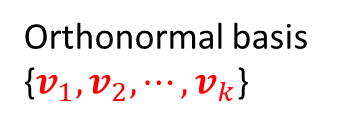 Orthonormal basis
{𝒗₁, 𝒗₂, ⋯, 𝒗ₖ}